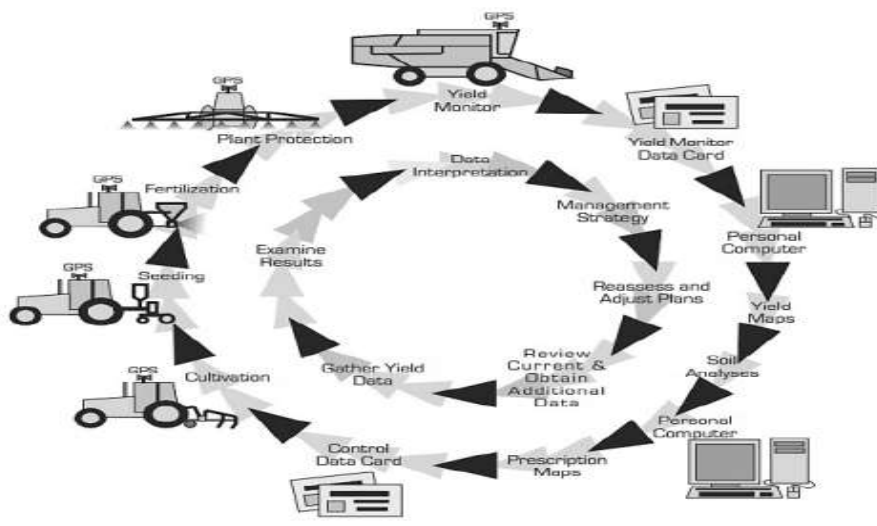 GPS
Yield
Monitor
Yield Monitor
Data Card
Personal
Computer
Yield
Maps
Soil
Analyses
Personal
Computer
Prescription
Maps
Control
Data Card
Cultivation
GPS
Seeding
GPS
Fertilization
GPS
Plant Protection
GPS
Data
Interpretation
Management
Strategy
Reassess and
Adjust Plans
Review
Current &
Obtain
Additional
Data
Gather Yield
Data
Examine
Results